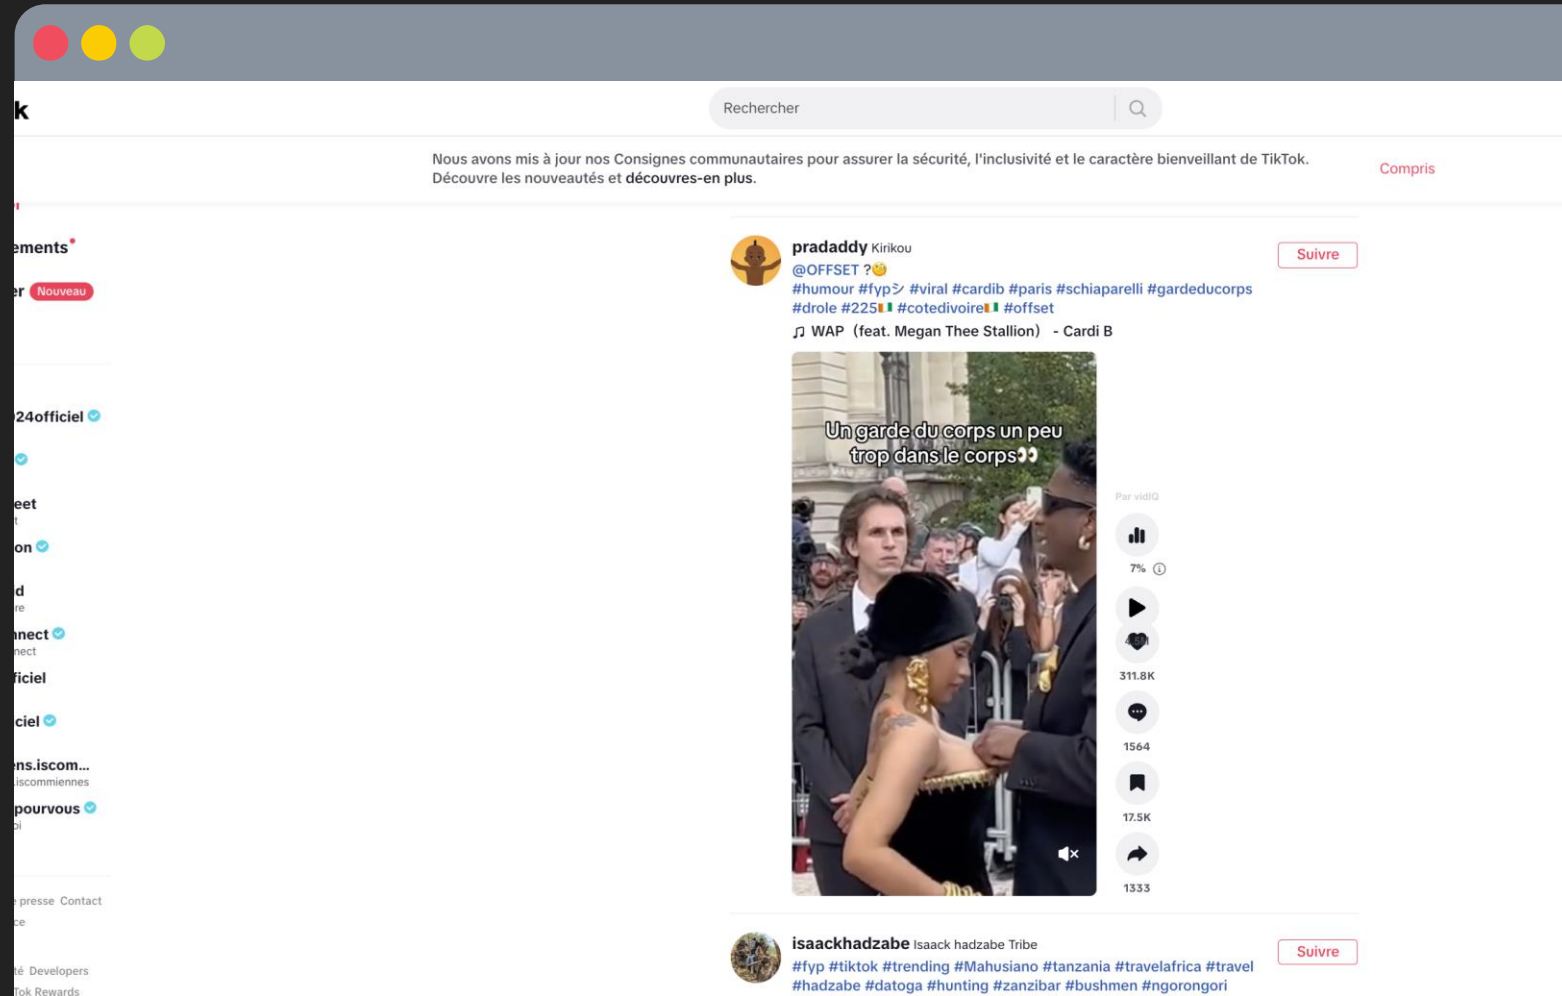 k
Rechercher
Nous avons mis à jour nos Consignes communautaires pour assurer la sécurité, l'inclusivité et le caractère bienveillant de TikTok.
Découvre les nouveautés et découvres-en plus.
Compris
ements
er Nouveau
24officiel
eet
t
on
d
re
nnect
nect
ficiel
ciel
ns.iscom...
.iscommiennes
pourvous
oi
presse Contact
ce
té Developers
Tok Rewards
pradaddy Kirikou
Suivre
@OFFSET ?🧐
#humour #fypシ #viral #cardib #paris #schiaparelli #gardeducorps
#drole #225🇨🇮 #cotedivoire🇨🇮 #offset
♫ WAP（feat. Megan Thee Stallion） - Cardi B
Un garde du corps un peu
trop dans le corps👀
Par vidIQ
7%
311.8K
1564
17.5K
1333
isaackhadzabe Isaack hadzabe Tribe
Suivre
#fyp #tiktok #trending #Mahusiano #tanzania #travelafrica #travel
#hadzabe #datoga #hunting #zanzibar #bushmen #ngorongori